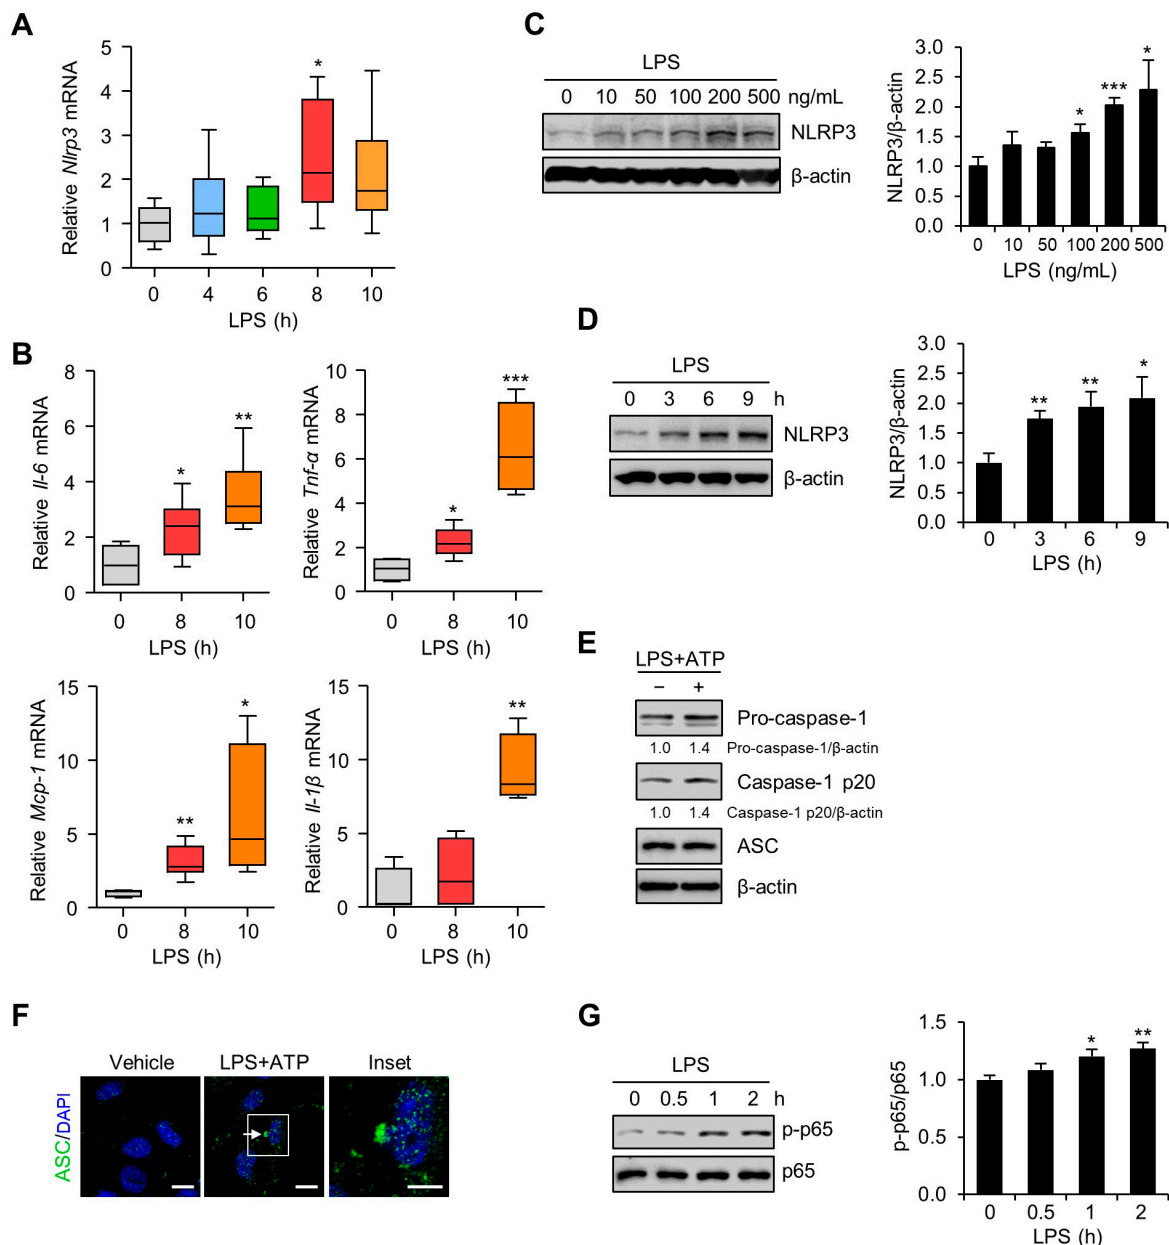 A
Relative Nlrp3 mRNA
5
4
3
2
1
0
0 4 6 8 10
LPS (h)
*
B
Relative Il-6 mRNA
8
6
4
2
0
* **
0 8 10
LPS (h)
Relative Tnf-α mRNA
10
8
6
4
2
0
* ***
0 8 10
LPS (h)
Relative Mcp-1 mRNA
15
10
5
0
** *
0 8 10
LPS (h)
Relative Il-1β mRNA
15
10
5
0
**
0 8 10
LPS (h)
C
LPS
0 10 50 100 200 500 ng/mL
NLRP3
β-actin
NLRP3/β-actin
3.0
2.5
2.0
1.5
1.0
0.5
0.0
* *** *
0 10 50 100 200 500
LPS (ng/mL)
D
LPS
0 3 6 9 h
NLRP3
β-actin
NLRP3/β-actin
3.0
2.5
2.0
1.5
1.0
0.5
0.0
** ** *
0 3 6 9
LPS (h)
E
LPS+ATP
− +
Pro-caspase-1
1.0 1.4 Pro-caspase-1/β-actin
Caspase-1 p20
1.0 1.4 Caspase-1 p20/β-actin
ASC
β-actin
F
Vehicle LPS+ATP Inset
ASC/DAPI
G
LPS
0 0.5 1 2 h
p-p65
p65
p-p65/p65
1.5
1.0
0.5
0.0
* **
0 0.5 1 2
LPS (h)